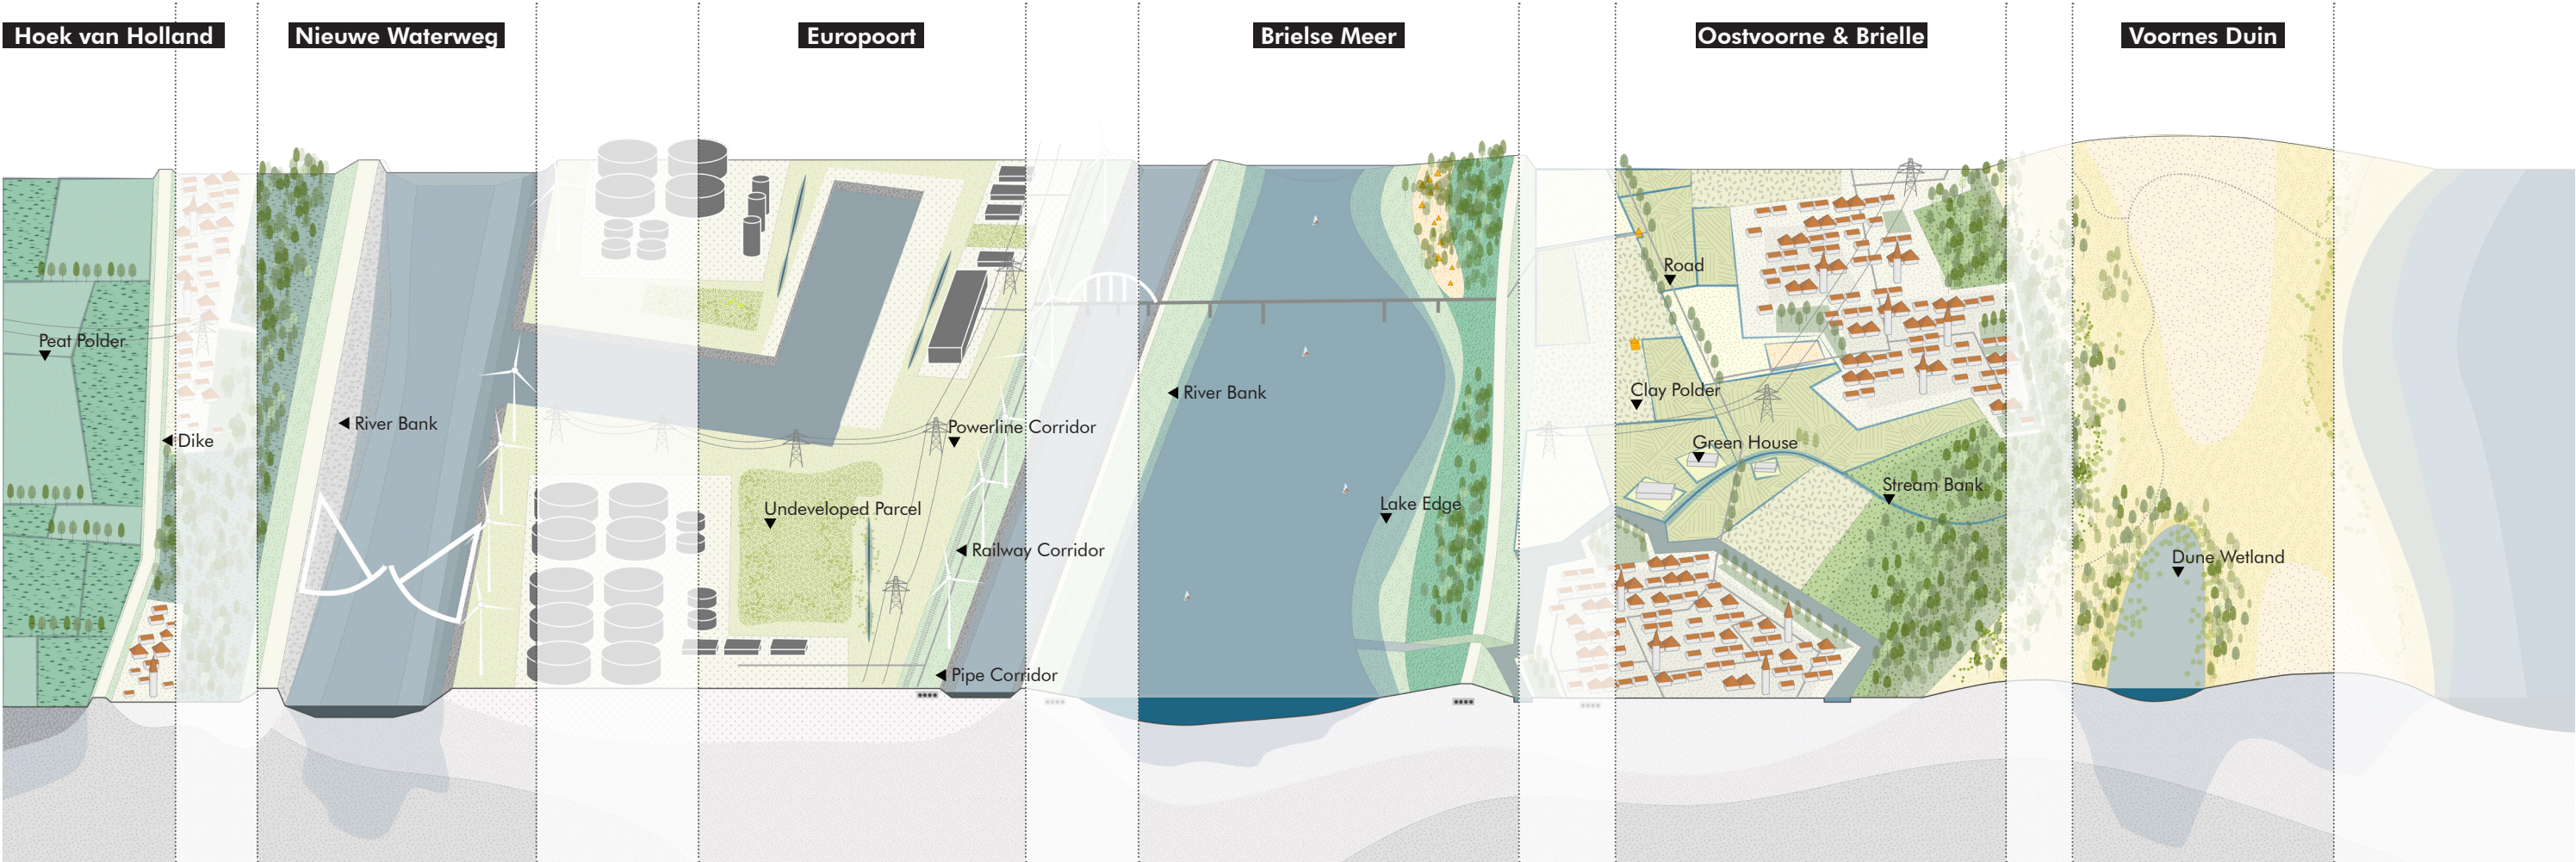 Hoek van Holland
Nieuwe Waterweg
Europoort
Brielse Meer
Oostvoorne & Brielle
Voornes Duin
Peat Polder
Dike
River Bank
Powerline Corridor
Undeveloped Parcel
Railway Corridor
Pipe Corridor
River Bank
Lake Edge
Road
Clay Polder
Green House
Stream Bank
Dune Wetland